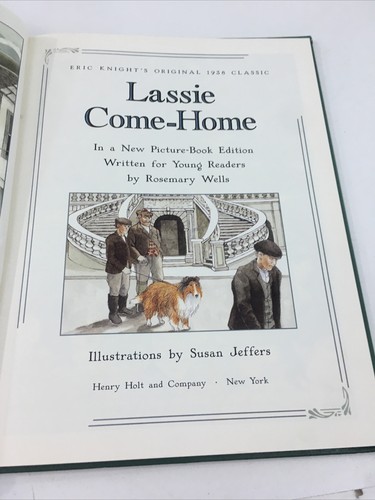 ERIC KNIGHT'S ORIGINAL 1938 CLASSIC
Lassie
Come-Home
In a New Picture-Book Edition
Written for Young Readers
by Rosemary Wells
Illustrations by Susan Jeffers
Henry Holt and Company · New York